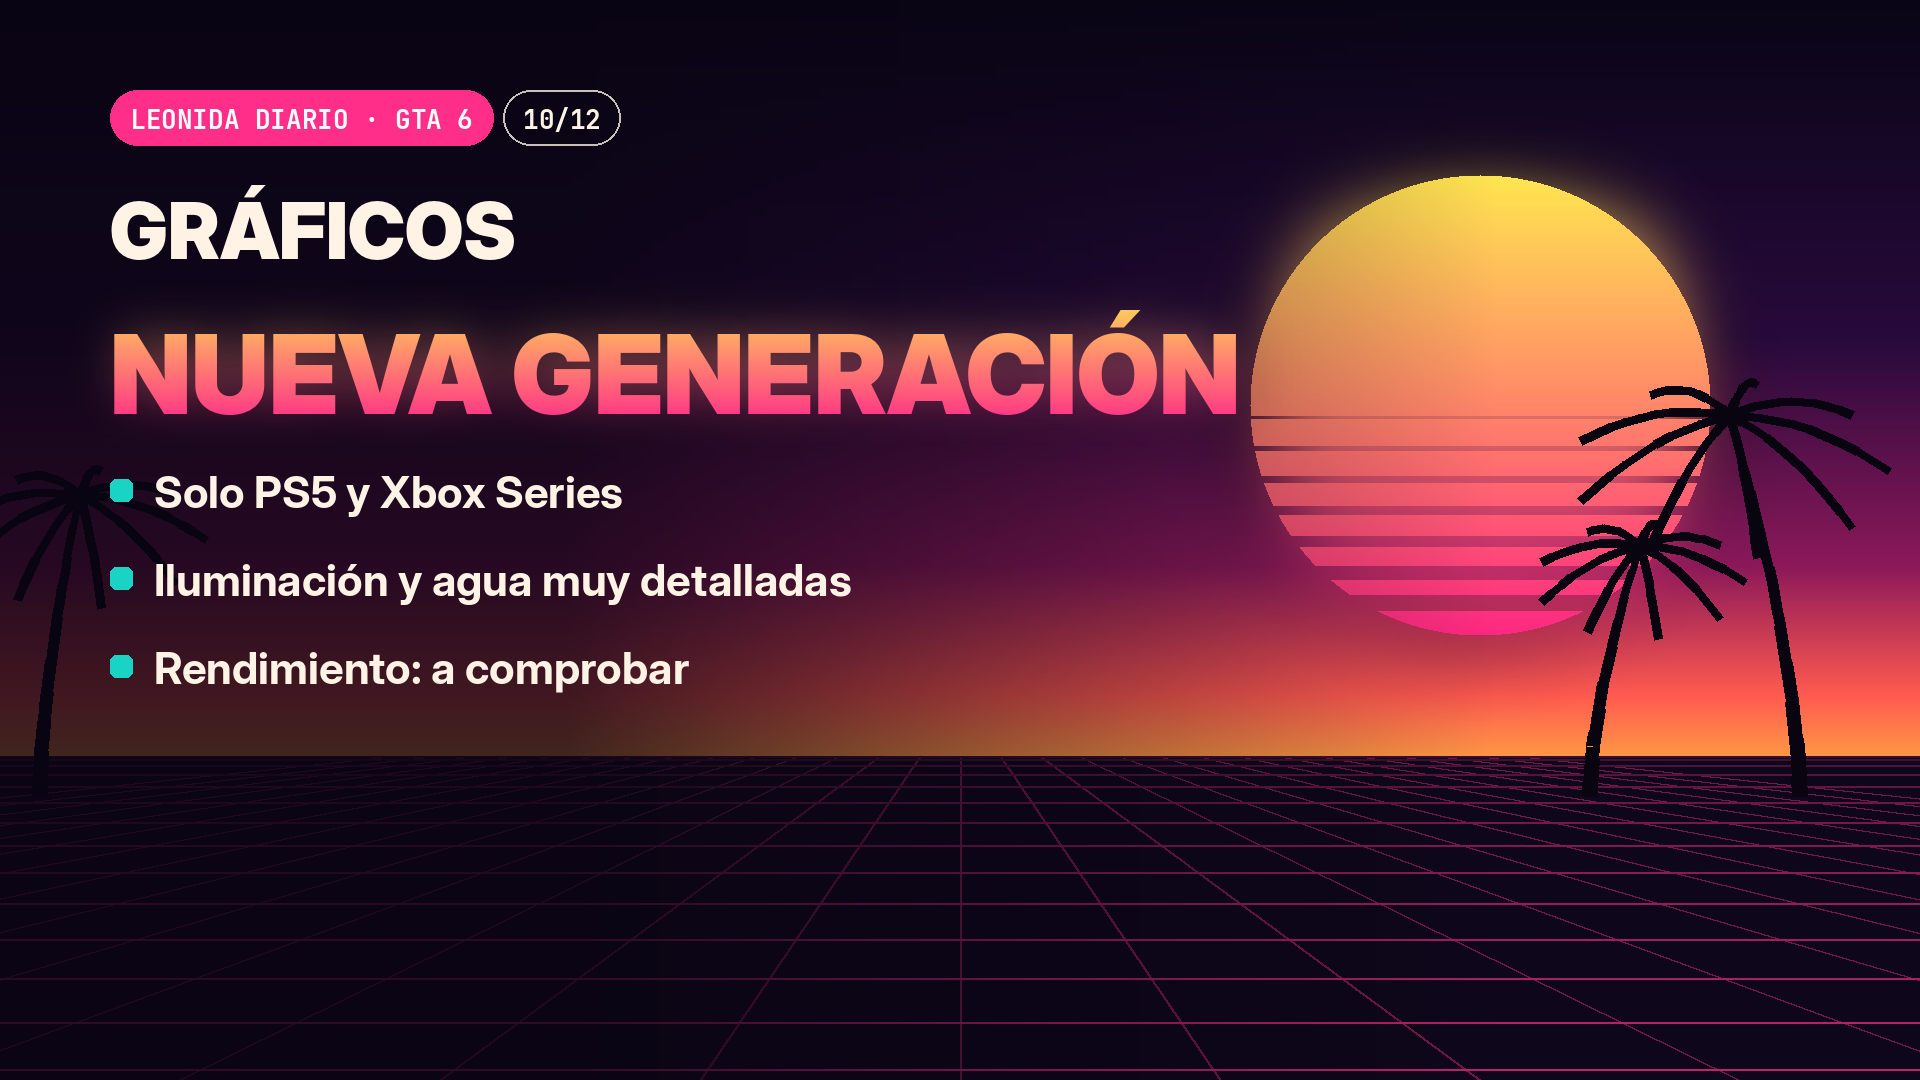 LEONIDA DIARIO · GTA 6
10/12
GRÁFICOS
NUEVA GENERACIÓN
Solo PS5 y Xbox Series
Iluminación y agua muy detalladas
Rendimiento: a comprobar